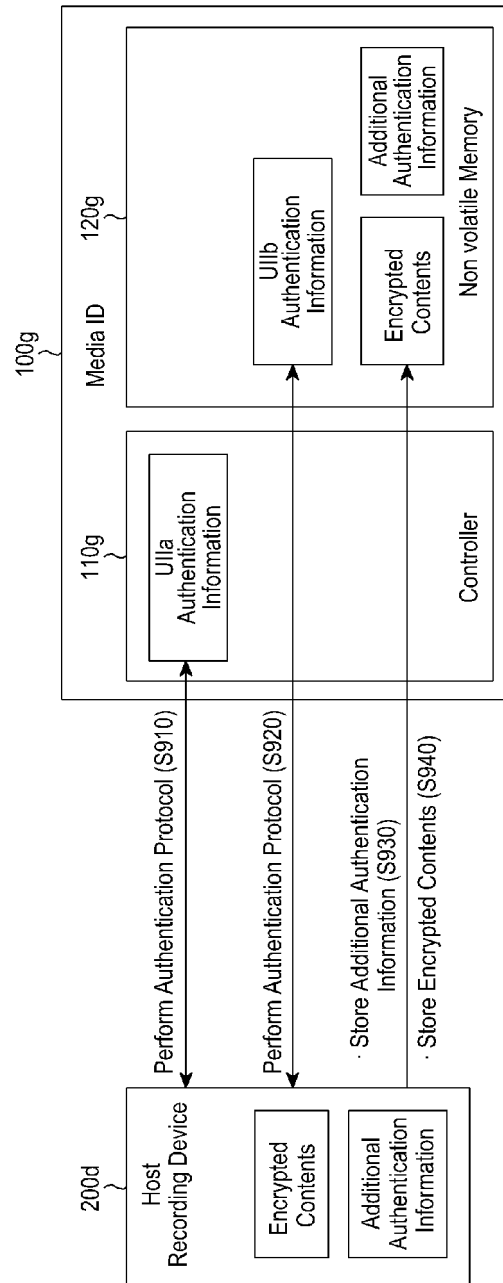 100g
Media ID
110g
120g
UIIa
Authentication
Information
Controller
UIIb
Authentication
Information
Encrypted
Contents
Additional
Authentication
Information
Non volatile Memory
Perform Authentication Protocol (S910)
Perform Authentication Protocol (S920)
· Store Additional Authentication
Information (S930)
· Store Encrypted Contents (S940)
200d
Host
Recording Device
Encrypted
Contents
Additional
Authentication
Information